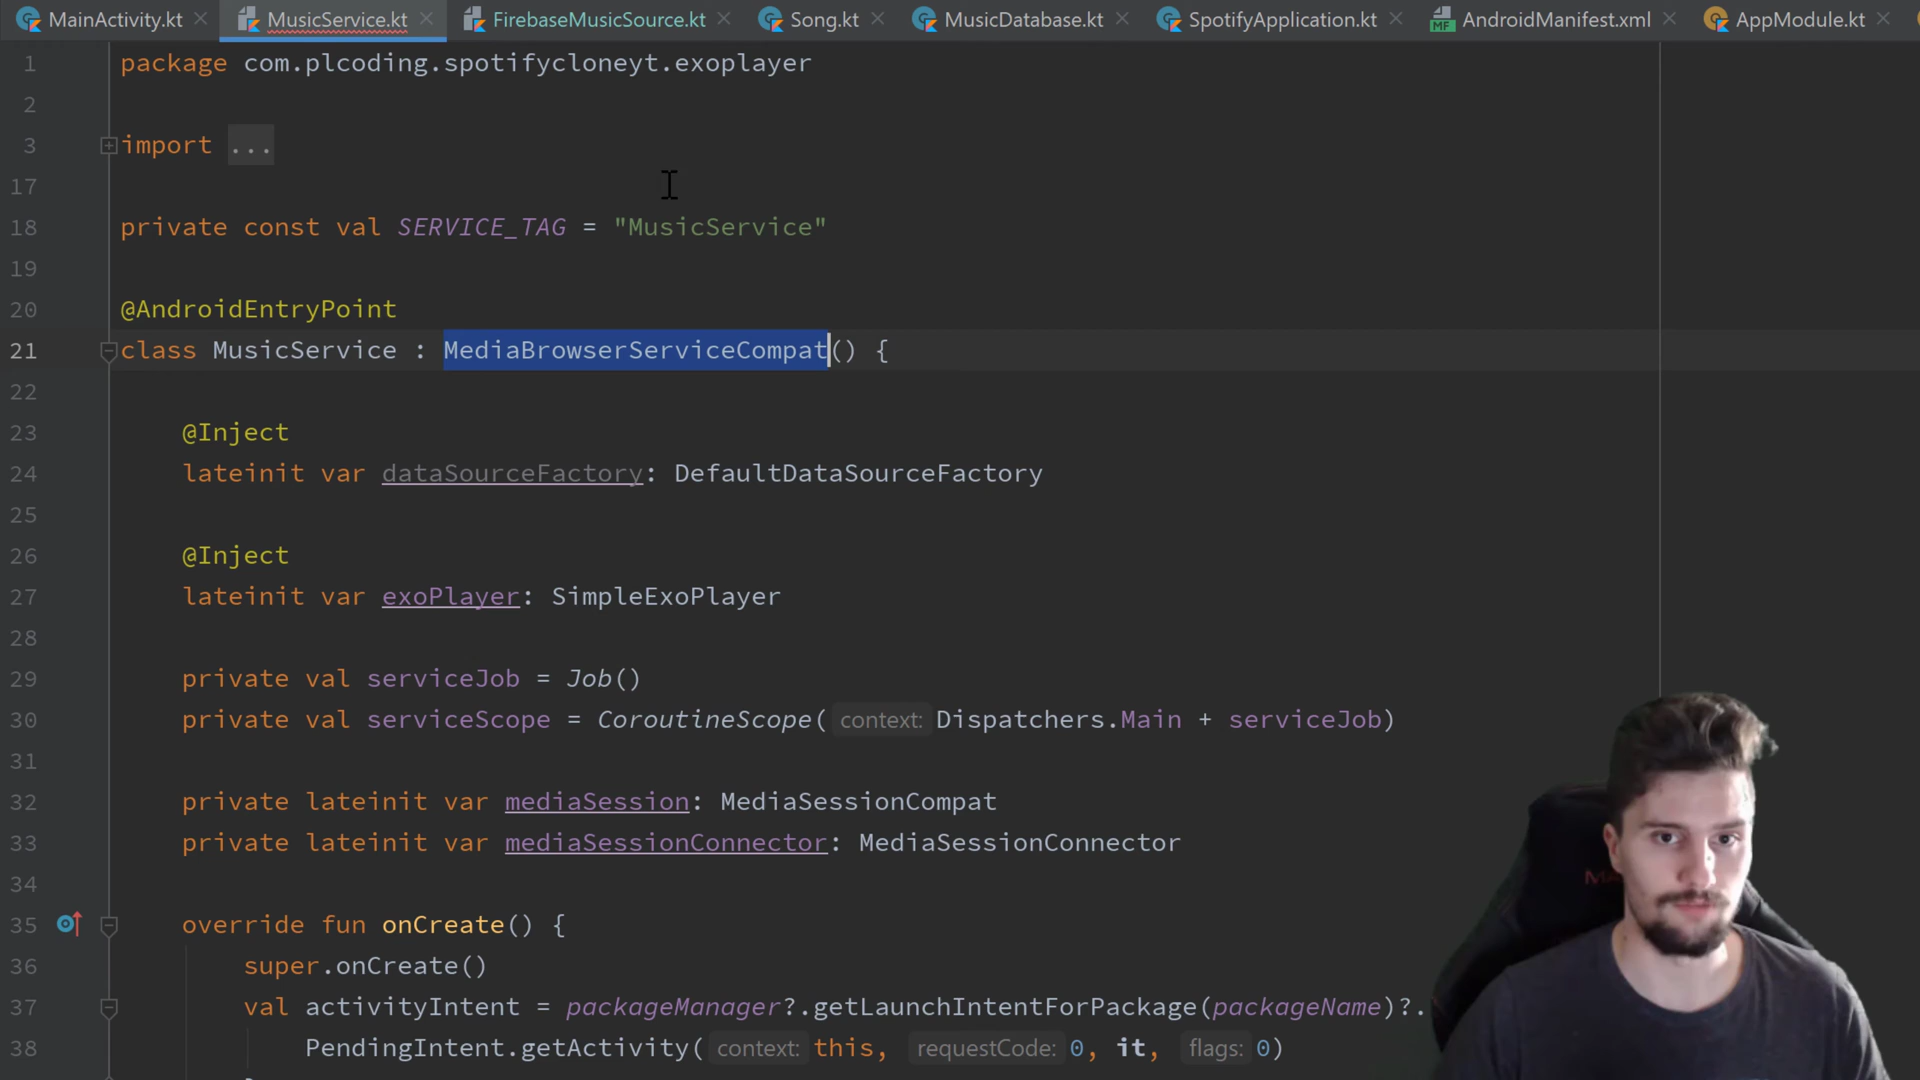 MainActivity.kt MusicService.kt FirebaseMusicSource.kt Song.kt MusicDatabase.kt SpotifyApplication.kt AndroidManifest.xml AppModule.kt
1 package com.plcoding.spotifycloneyt.exoplayer
2
3 import ...
17
18 private const val SERVICE_TAG = "MusicService"
19
20 @AndroidEntryPoint
21 class MusicService : MediaBrowserServiceCompat() {
22
23 @Inject
24 lateinit var dataSourceFactory: DefaultDataSourceFactory
25
26 @Inject
27 lateinit var exoPlayer: SimpleExoPlayer
28
29 private val serviceJob = Job()
30 private val serviceScope = CoroutineScope( context: Dispatchers.Main + serviceJob)
31
32 private lateinit var mediaSession: MediaSessionCompat
33 private lateinit var mediaSessionConnector: MediaSessionConnector
34
35 override fun onCreate() {
36 super.onCreate()
37 val activityIntent = packageManager?.getLaunchIntentForPackage(packageName)?.
38 PendingIntent.getActivity( context: this, requestCode: 0, it, flags: 0)